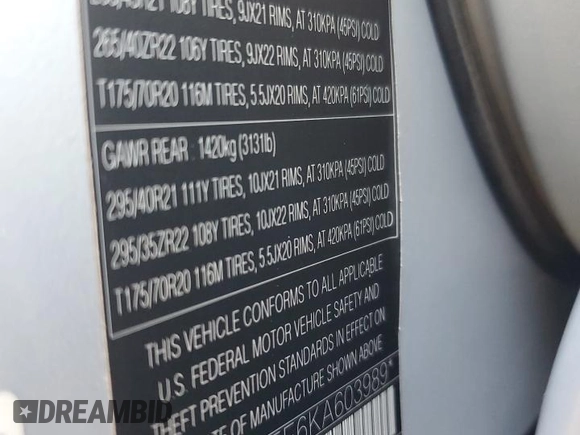 265/40ZR22 106Y TIRES, 9JX22 RIMS, AT 310KPA (45PSI) COLD
T175/70R20 116M TIRES, 5.5JX20 RIMS, AT 420KPA (61PSI) COLD
GAWR REAR : 1420kg (3131lb)
295/40R21 111Y TIRES, 10JX21 RIMS, AT 310KPA (45PSI) COLD
295/35ZR22 108Y TIRES, 10JX22 RIMS, AT 310KPA (45PSI) COLD
T175/70R20 116M TIRES, 5.5JX20 RIMS, AT 420KPA (61PSI) COLD
THIS VEHICLE CONFORMS TO ALL APPLICABLE
U.S. FEDERAL MOTOR VEHICLE SAFETY AND
THEFT PREVENTION STANDARDS IN EFFECT ON
DATE OF MANUFACTURE SHOWN ABOVE
6KA603989*
DREAMBID
.COM